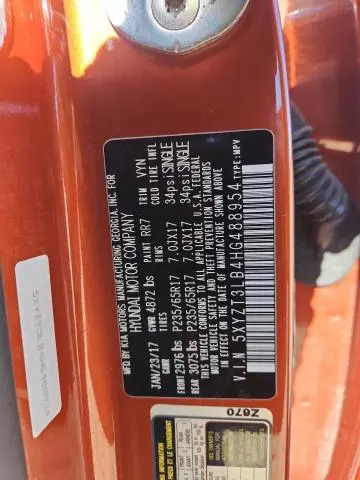 MFD. BY KIA MOTORS MANUFACTURING GEORGIA, INC. FOR
HYUNDAI MOTOR COMPANY
JAN/23/17 PAINT RR7 TRIM VYN
GVWR 4872 lbs
GAWR RIMS COLD TIRE INFL
FRONT 2976 lbs P235/65R17 7.0JX17 34psi SINGLE
REAR 3075 lbs P235/65R17 7.0JX17 34psi SINGLE
THIS VEHICLE CONFORMS TO ALL APPLICABLE U.S.A. FEDERAL
MOTOR VEHICLE SAFETY AND THEFT PREVENTION STANDARDS
IN EFFECT ON THE DATE OF MANUFACTURE SHOWN ABOVE.
V.I.N 5XYZT3LB4HG488954 TYPE:MPV
Z670